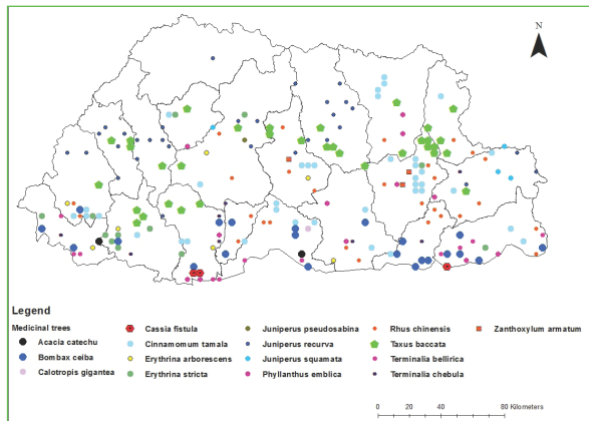 N
Legend
Medicinal trees
Acacia catechu
Bombax ceiba
Calotropis gigantea
Cassia fistula
Cinnamomum tamala
Erythrina arborescens
Erythrina stricta
Juniperus pseudosabina
Juniperus recurva
Juniperus squamata
Phyllanthus emblica
Rhus chinensis
Taxus baccata
Terminalia bellirica
Terminalia chebula
Zanthoxylum armatum
0 20 40 80 Kilometers